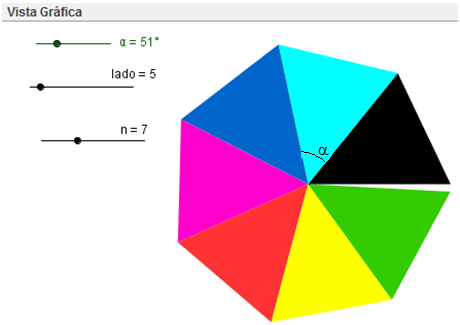 Vista Gráfica
α = 51°
lado = 5
n = 7
α